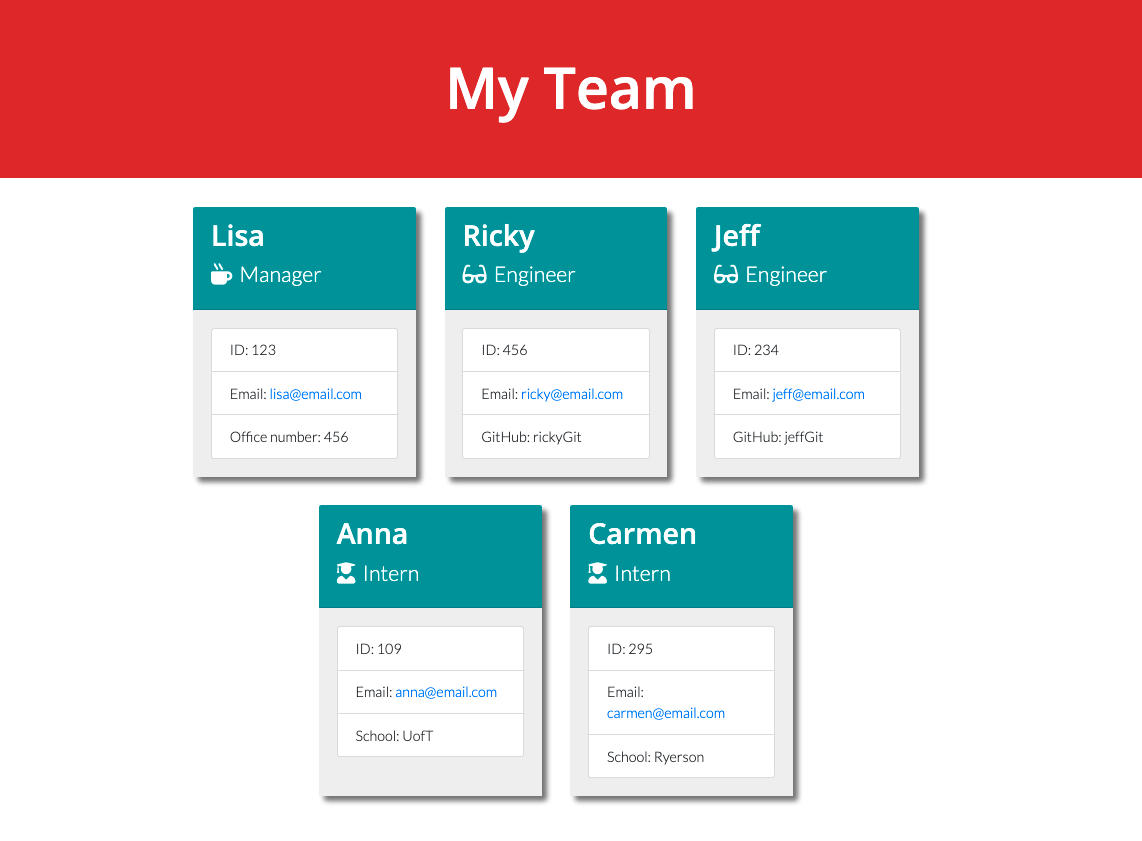 My Team
Lisa
Manager
ID: 123
Email: lisa@email.com
Office number: 456
Ricky
Engineer
ID: 456
Email: ricky@email.com
GitHub: rickyGit
Jeff
Engineer
ID: 234
Email: jeff@email.com
GitHub: jeffGit
Anna
Intern
ID: 109
Email: anna@email.com
School: UofT
Carmen
Intern
ID: 295
Email:
carmen@email.com
School: Ryerson